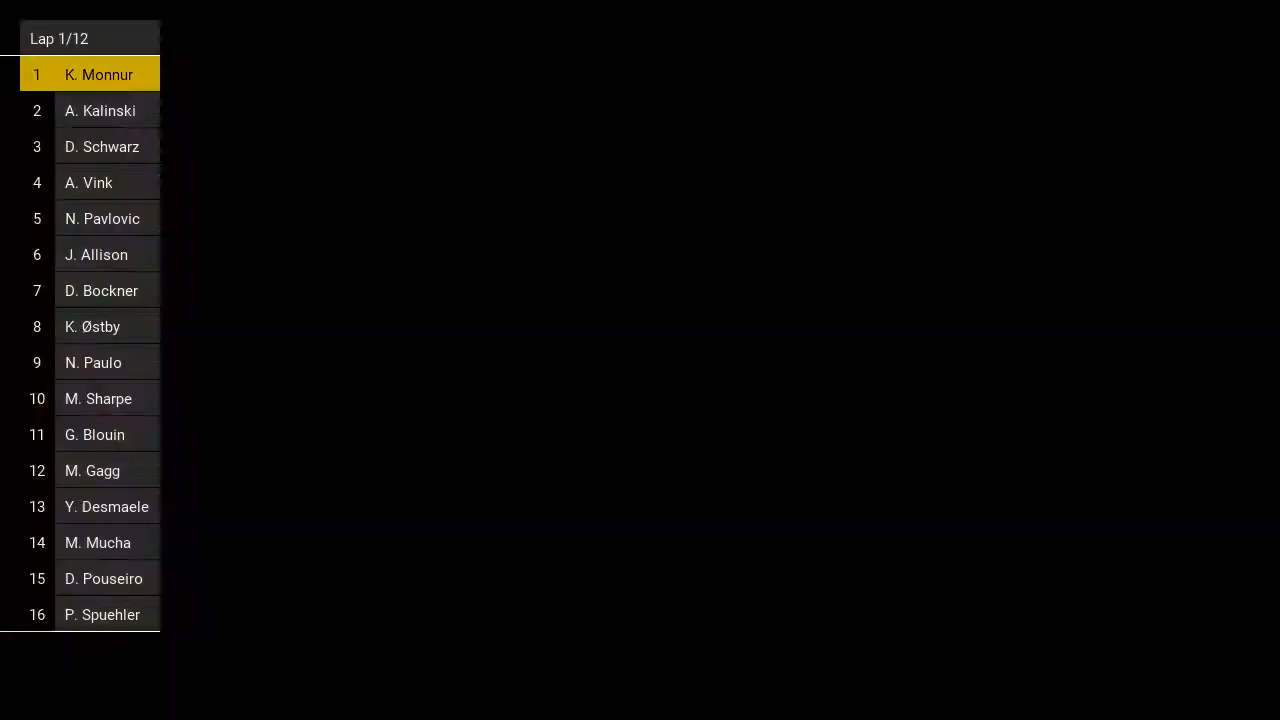 Lap 1/12
1 K. Monnur
2 A. Kalinski
3 D. Schwarz
4 A. Vink
5 N. Pavlovic
6 J. Allison
7 D. Bockner
8 K. Østby
9 N. Paulo
10 M. Sharpe
11 G. Blouin
12 M. Gagg
13 Y. Desmaele
14 M. Mucha
15 D. Pouseiro
16 P. Spuehler